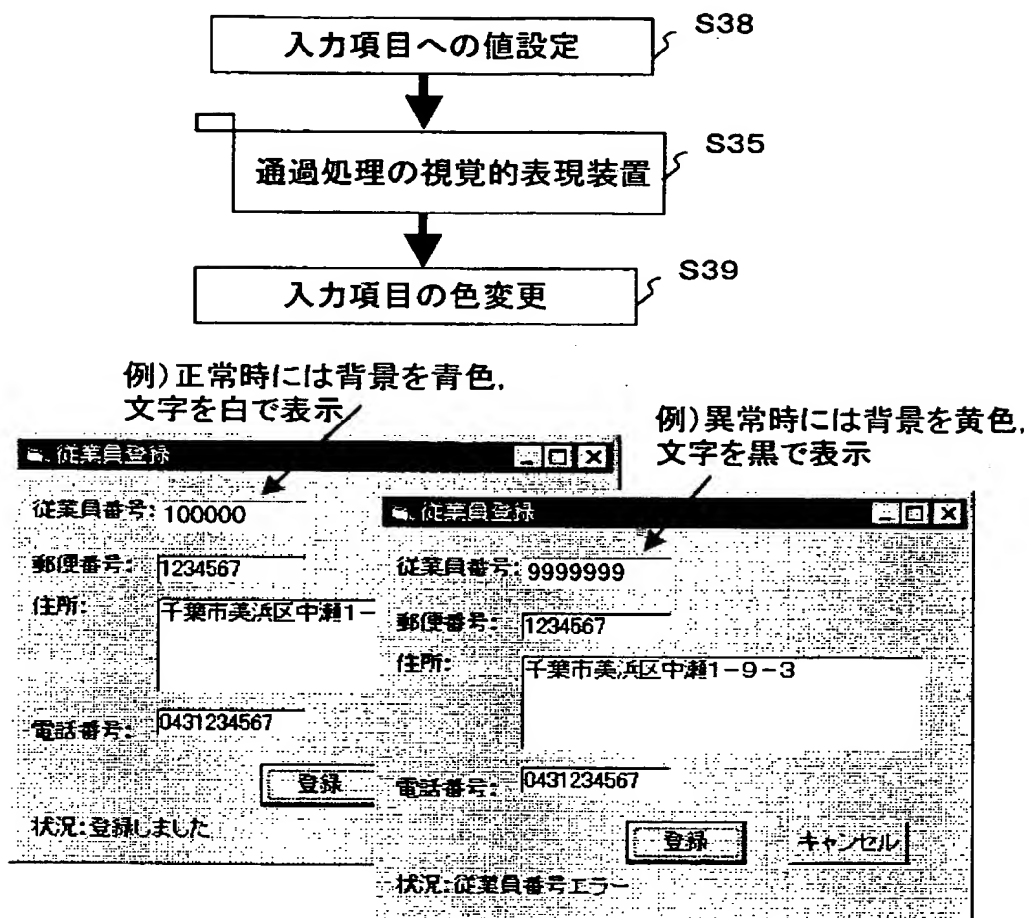 入力項目への値設定
S38
通過処理の視覚的表現装置
S35
入力項目の色変更
S39
例)正常時には背景を青色,
文字を白で表示
例)異常時には背景を黄色,
文字を黒で表示
従業員登録
従業員番号: 100000
郵便番号: 1234567
住所: 千葉市美浜区中瀬1-
電話番号: 0431234567
登録
状況:登録しました
従業員登録
従業員番号: 9999999
郵便番号: 1234567
住所: 千葉市美浜区中瀬1-9-3
電話番号: 0431234567
登録 キャンセル
状況:従業員番号エラー